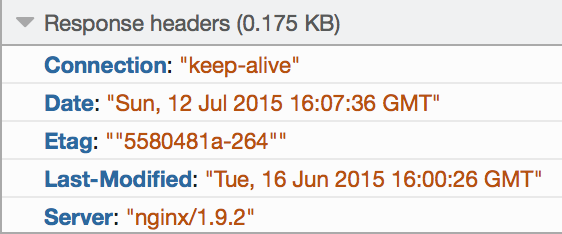 Response headers (0.175 KB)
Connection: "keep-alive"
Date: "Sun, 12 Jul 2015 16:07:36 GMT"
Etag: ""5580481a-264""
Last-Modified: "Tue, 16 Jun 2015 16:00:26 GMT"
Server: "nginx/1.9.2"